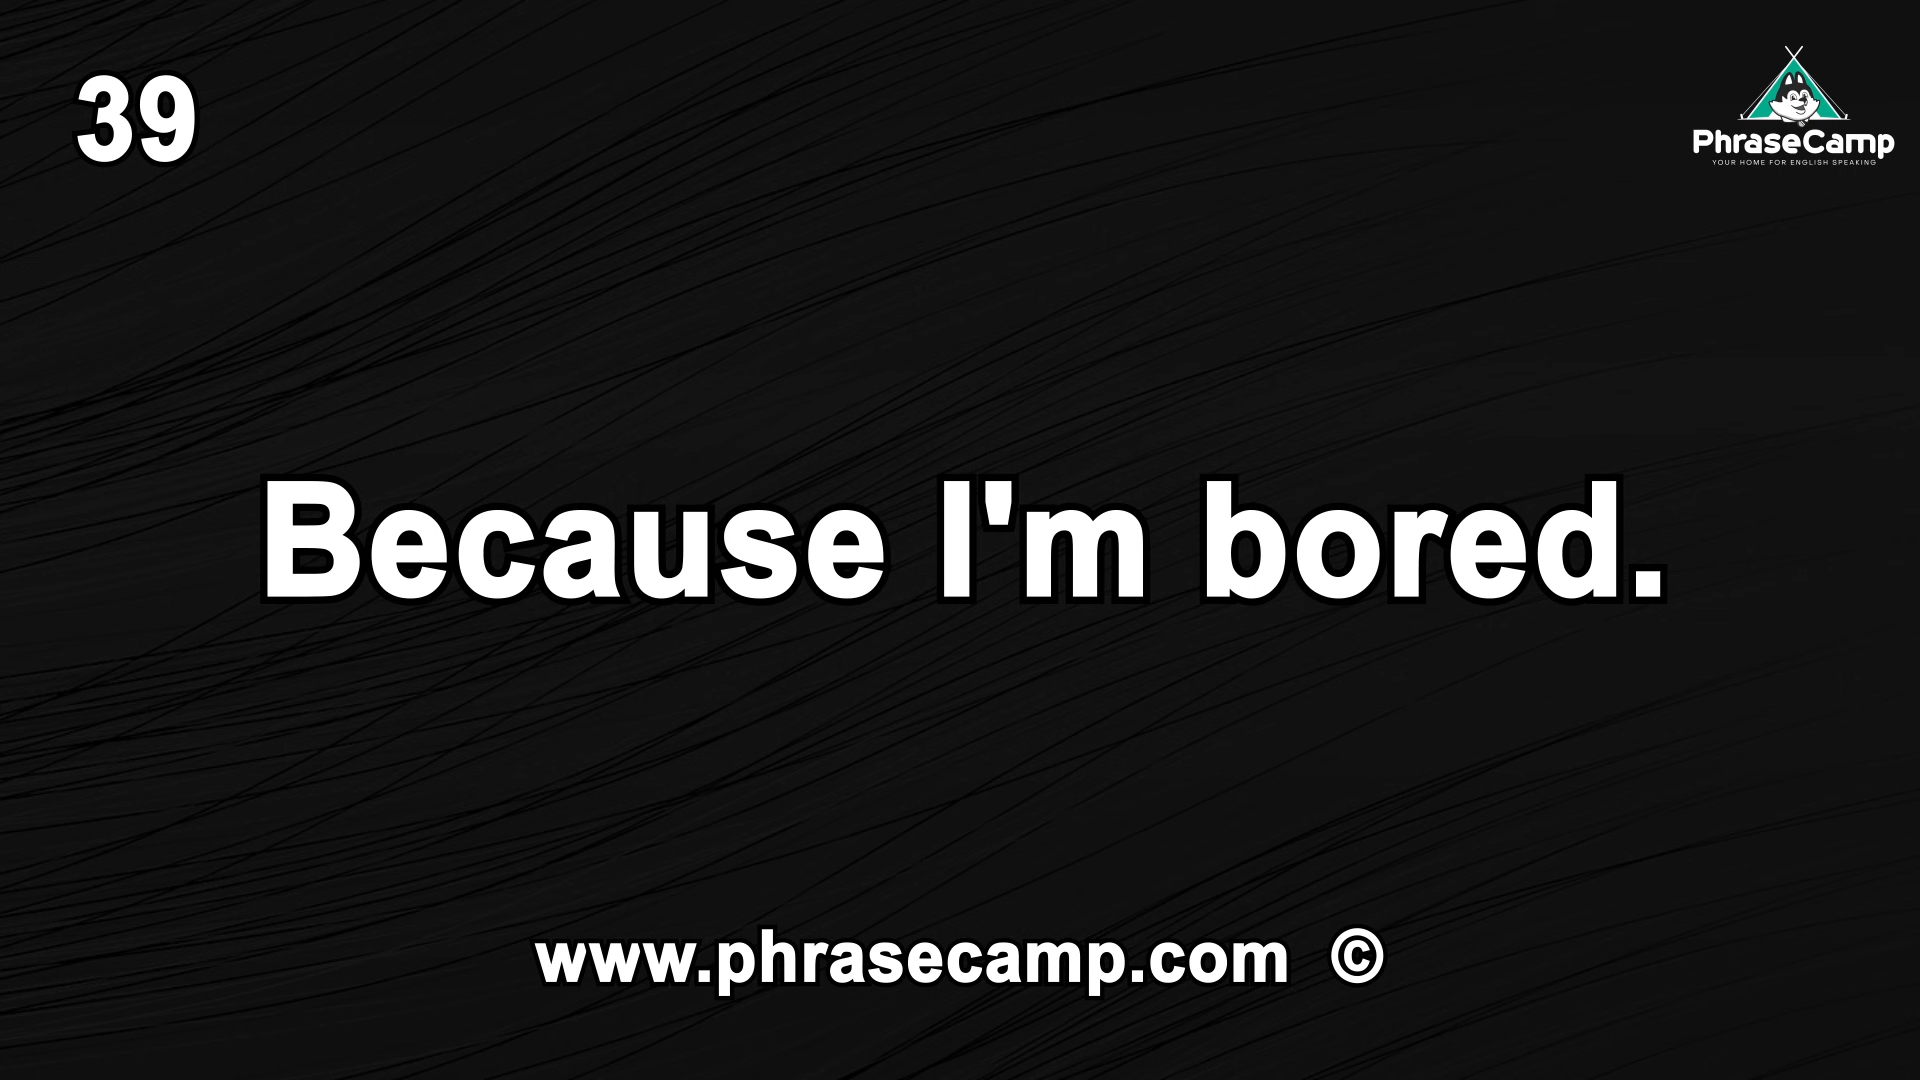 39
PhraseCamp
YOUR HOME FOR ENGLISH SPEAKING
Because I'm bored.
www.phrasecamp.com ©